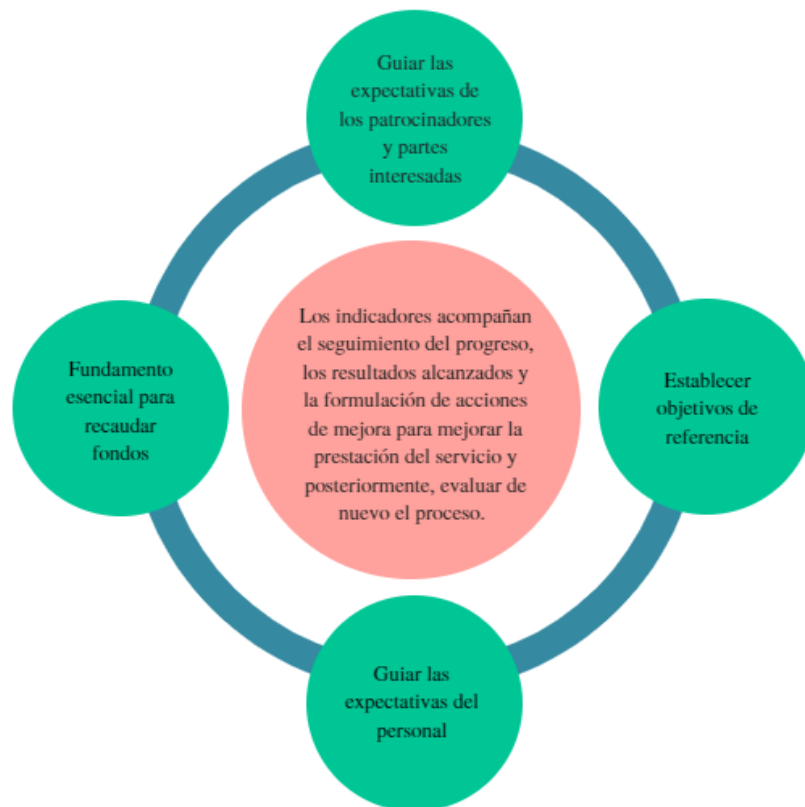 Guiar las
expectativas de
los patrocinadores
y partes
interesadas
Fundamento
esencial para
recaudar
fondos
Los indicadores acompañan
el seguimiento del progreso,
los resultados alcanzados y
la formulación de acciones
de mejora para mejorar la
prestación del servicio y
posteriormente, evaluar de
nuevo el proceso.
Establecer
objetivos de
referencia
Guiar las
expectativas del
personal